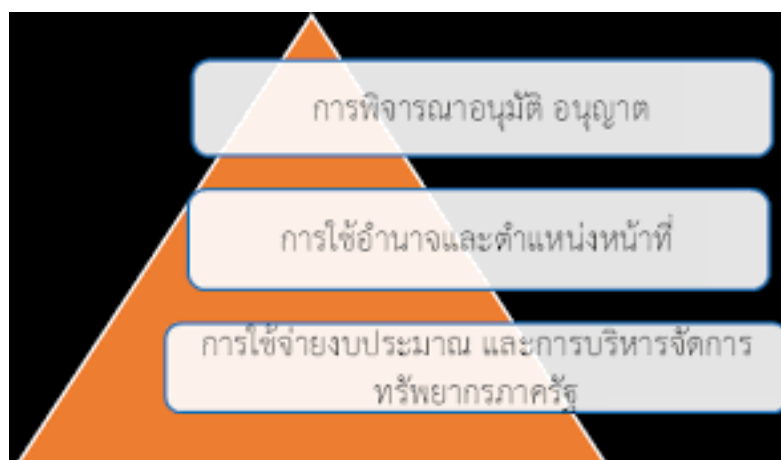 การพิจารณาอนุมัติ อนุญาต
การใช้อำนาจและตำแหน่งหน้าที่
การใช้จ่ายงบประมาณ และการบริหารจัดการ
ทรัพยากรภาครัฐ